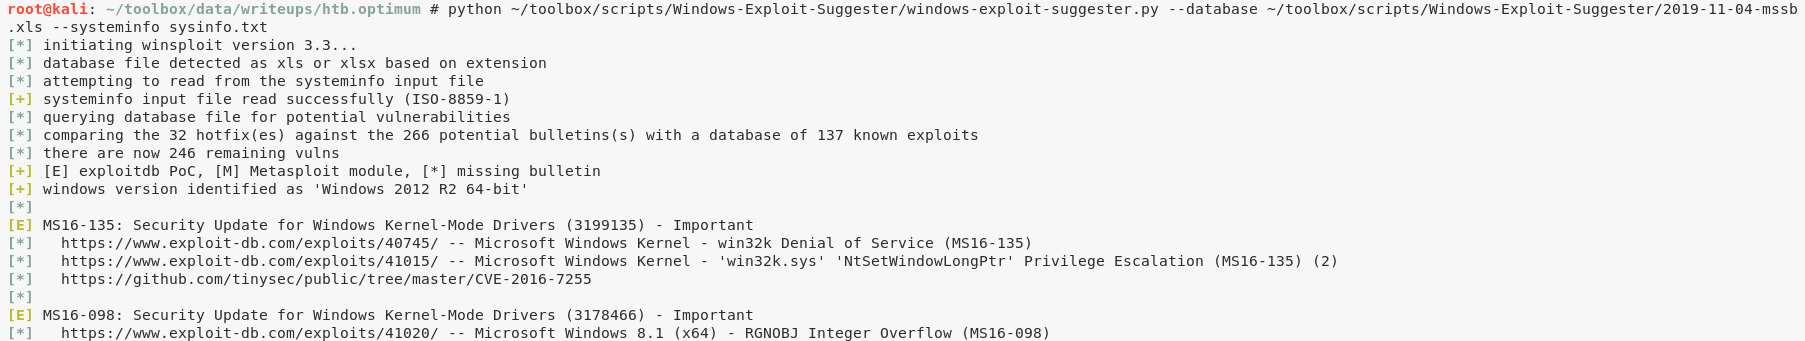 root@kali: ~/toolbox/data/writeups/htb.optimum # python ~/toolbox/scripts/Windows-Exploit-Suggester/windows-exploit-suggester.py --database ~/toolbox/scripts/Windows-Exploit-Suggester/2019-11-04-mssb
.xls --systeminfo sysinfo.txt
[*] initiating winsploit version 3.3...
[*] database file detected as xls or xlsx based on extension
[*] attempting to read from the systeminfo input file
[+] systeminfo input file read successfully (ISO-8859-1)
[*] querying database file for potential vulnerabilities
[*] comparing the 32 hotfix(es) against the 266 potential bulletins(s) with a database of 137 known exploits
[*] there are now 246 remaining vulns
[+] [E] exploitdb PoC, [M] Metasploit module, [*] missing bulletin
[+] windows version identified as 'Windows 2012 R2 64-bit'
[*]
[E] MS16-135: Security Update for Windows Kernel-Mode Drivers (3199135) - Important
[*]   https://www.exploit-db.com/exploits/40745/ -- Microsoft Windows Kernel - win32k Denial of Service (MS16-135)
[*]   https://www.exploit-db.com/exploits/41015/ -- Microsoft Windows Kernel - 'win32k.sys' 'NtSetWindowLongPtr' Privilege Escalation (MS16-135) (2)
[*]   https://github.com/tinysec/public/tree/master/CVE-2016-7255
[*]
[E] MS16-098: Security Update for Windows Kernel-Mode Drivers (3178466) - Important
[*]   https://www.exploit-db.com/exploits/41020/ -- Microsoft Windows 8.1 (x64) - RGNOBJ Integer Overflow (MS16-098)